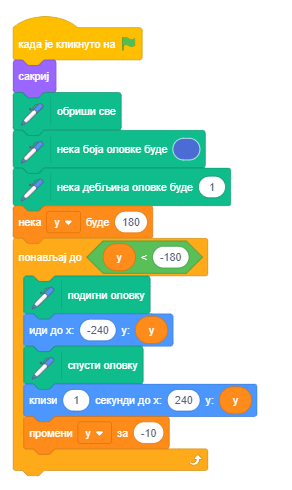 када је кликнуто на
сакриј
обриши све
нека боја оловке буде
нека дебљина оловке буде 1
нека y буде 180
понављај до y < -180
подигни оловку
иди до x: -240 y: y
спусти оловку
клизи 1 секунди до x: 240 y: y
промени y за -10